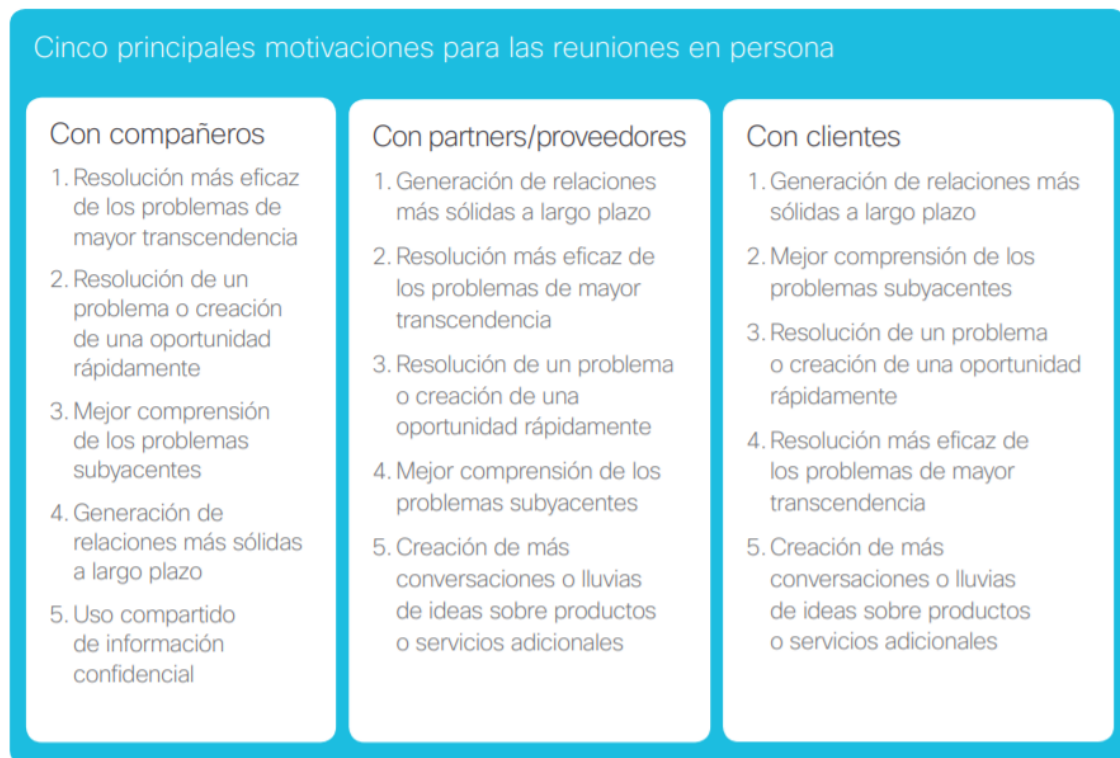 Cinco principales motivaciones para las reuniones en persona
Con compañeros
1. Resolución más eficaz
de los problemas de
mayor transcendencia
2. Resolución de un
problema o creación
de una oportunidad
rápidamente
3. Mejor comprensión
de los problemas
subyacentes
4. Generación de
relaciones más sólidas
a largo plazo
5. Uso compartido
de información
confidencial
Con partners/proveedores
1. Generación de relaciones
más sólidas a largo plazo
2. Resolución más eficaz de
los problemas de mayor
transcendencia
3. Resolución de un problema
o creación de una
oportunidad rápidamente
4. Mejor comprensión de los
problemas subyacentes
5. Creación de más
conversaciones o lluvias
de ideas sobre productos
o servicios adicionales
Con clientes
1. Generación de relaciones más
sólidas a largo plazo
2. Mejor comprensión de los
problemas subyacentes
3. Resolución de un problema
o creación de una oportunidad
rápidamente
4. Resolución más eficaz de
los problemas de mayor
transcendencia
5. Creación de más
conversaciones o lluvias
de ideas sobre productos
o servicios adicionales